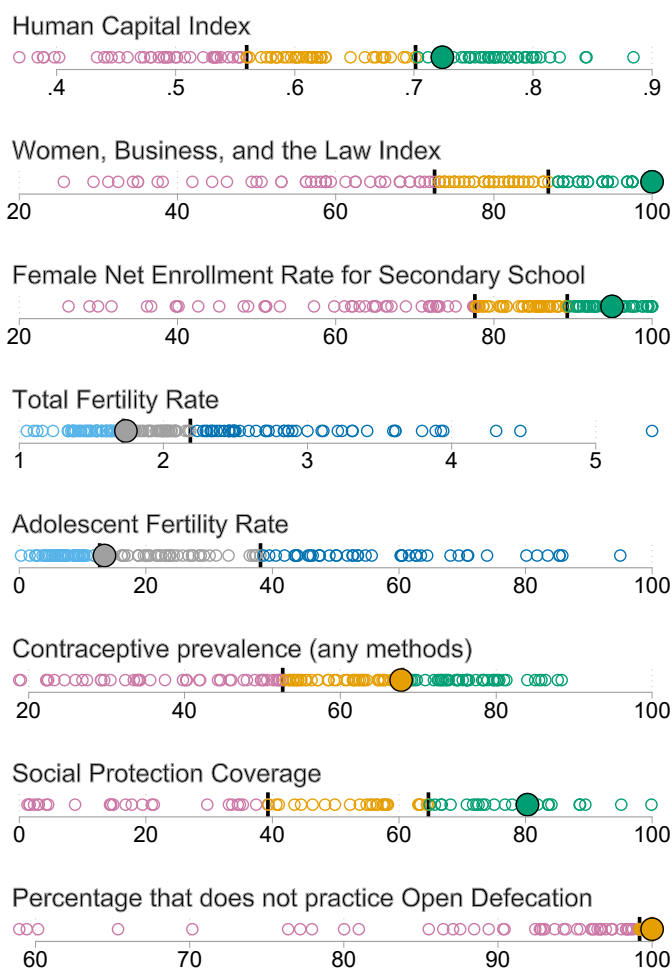 Human Capital Index
.4 .5 .6 .7 .8 .9
Women, Business, and the Law Index
20 40 60 80 100
Female Net Enrollment Rate for Secondary School
20 40 60 80 100
Total Fertility Rate
1 2 3 4 5
Adolescent Fertility Rate
0 20 40 60 80 100
Contraceptive prevalence (any methods)
20 40 60 80 100
Social Protection Coverage
0 20 40 60 80 100
Percentage that does not practice Open Defecation
60 70 80 90 100